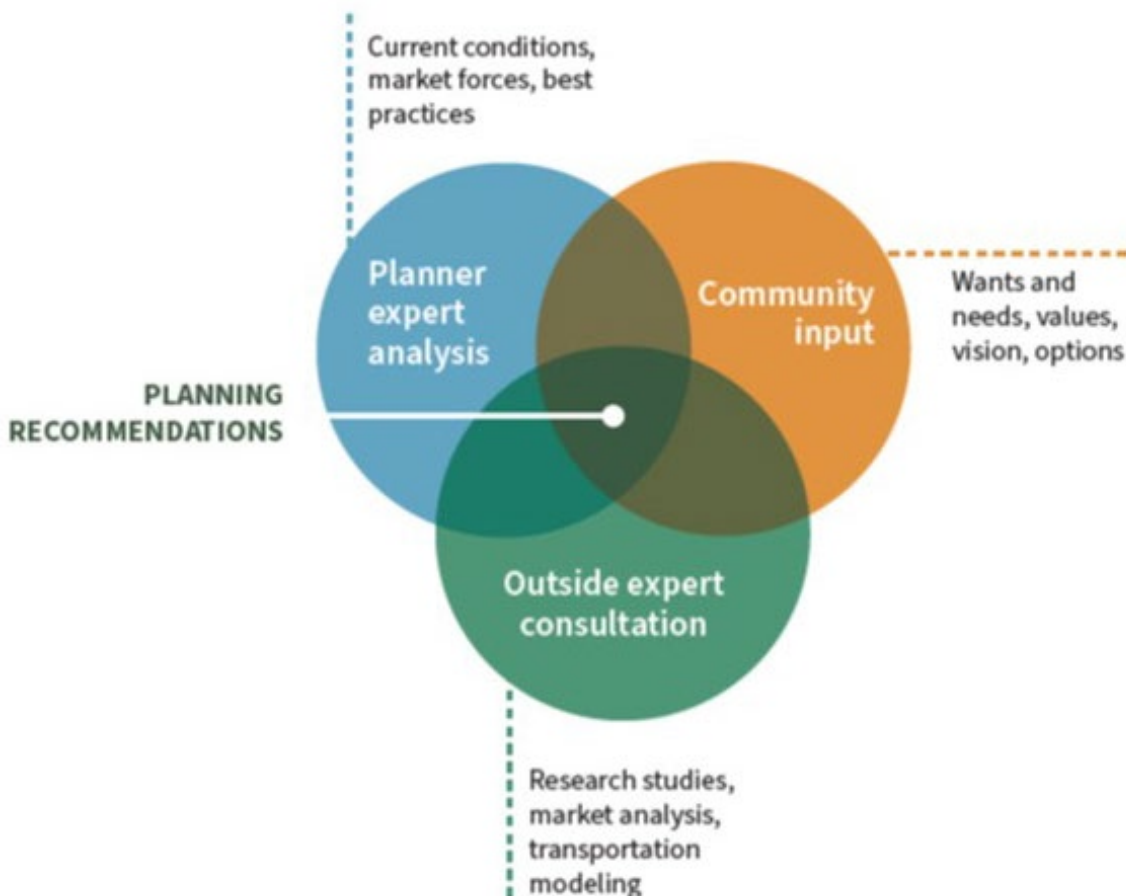 Current conditions,
market forces, best
practices
Planner
expert
analysis
Community
input
Wants and
needs, values,
vision, options
PLANNING
RECOMMENDATIONS
Outside expert
consultation
Research studies,
market analysis,
transportation
modeling